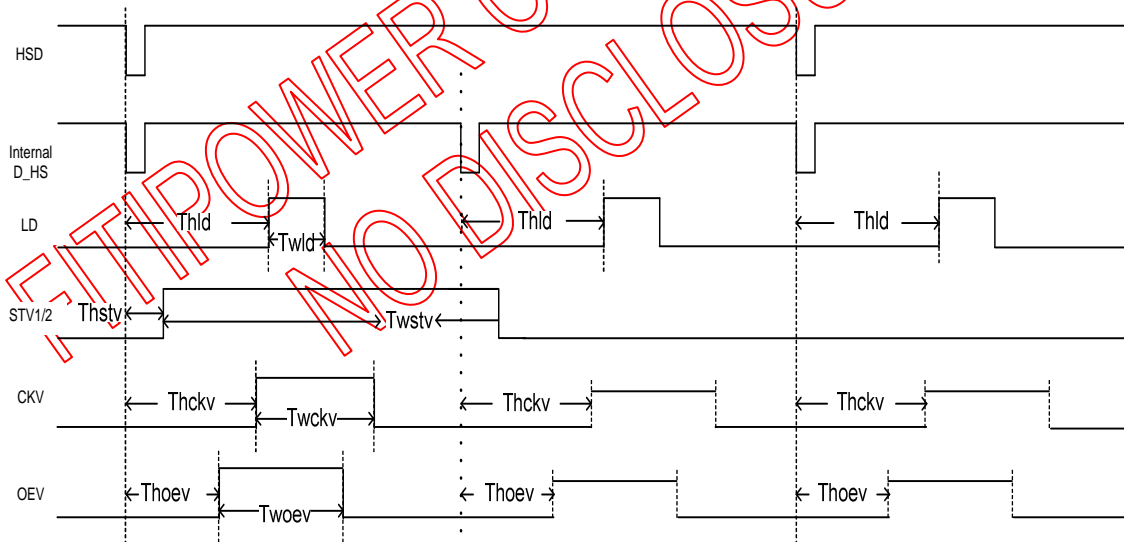 HSD
Internal
D_HS
LD
Thld
Twld
Thld
Thld
STV1/2
Thstv
Twstv
CKV
Thckv
Twckv
Thckv
Thckv
OEV
Thoev
Twoev
Thoev
Thoev
FITIPOWER
NO DISCLOS